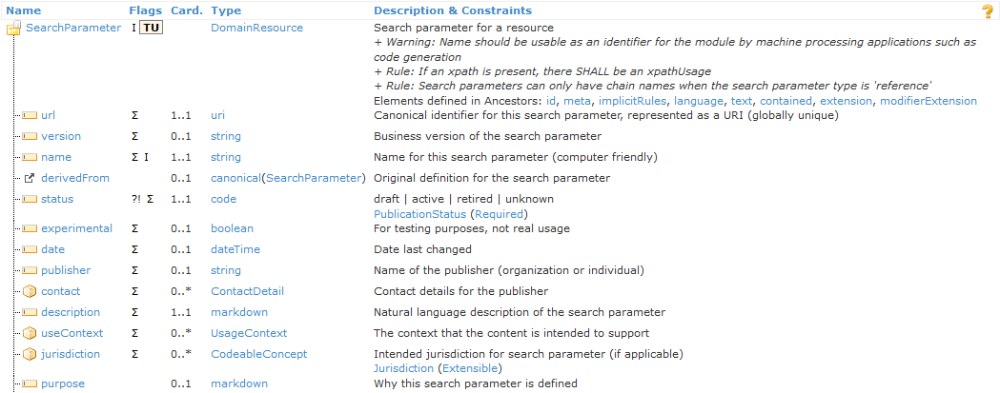 Name Flags Card. Type Description & Constraints ?
SearchParameter I TU DomainResource Search parameter for a resource
+ Warning: Name should be usable as an identifier for the module by machine processing applications such as
code generation
+ Rule: If an xpath is present, there SHALL be an xpathUsage
+ Rule: Search parameters can only have chain names when the search parameter type is 'reference'
Elements defined in Ancestors: id, meta, implicitRules, language, text, contained, extension, modifierExtension
url Σ 1..1 uri Canonical identifier for this search parameter, represented as a URI (globally unique)
version Σ 0..1 string Business version of the search parameter
name Σ I 1..1 string Name for this search parameter (computer friendly)
derivedFrom 0..1 canonical(SearchParameter) Original definition for the search parameter
status ?! Σ 1..1 code draft | active | retired | unknown
PublicationStatus (Required)
experimental Σ 0..1 boolean For testing purposes, not real usage
date Σ 0..1 dateTime Date last changed
publisher Σ 0..1 string Name of the publisher (organization or individual)
contact Σ 0..* ContactDetail Contact details for the publisher
description Σ 1..1 markdown Natural language description of the search parameter
useContext Σ 0..* UsageContext The context that the content is intended to support
jurisdiction Σ 0..* CodeableConcept Intended jurisdiction for search parameter (if applicable)
Jurisdiction (Extensible)
purpose 0..1 markdown Why this search parameter is defined